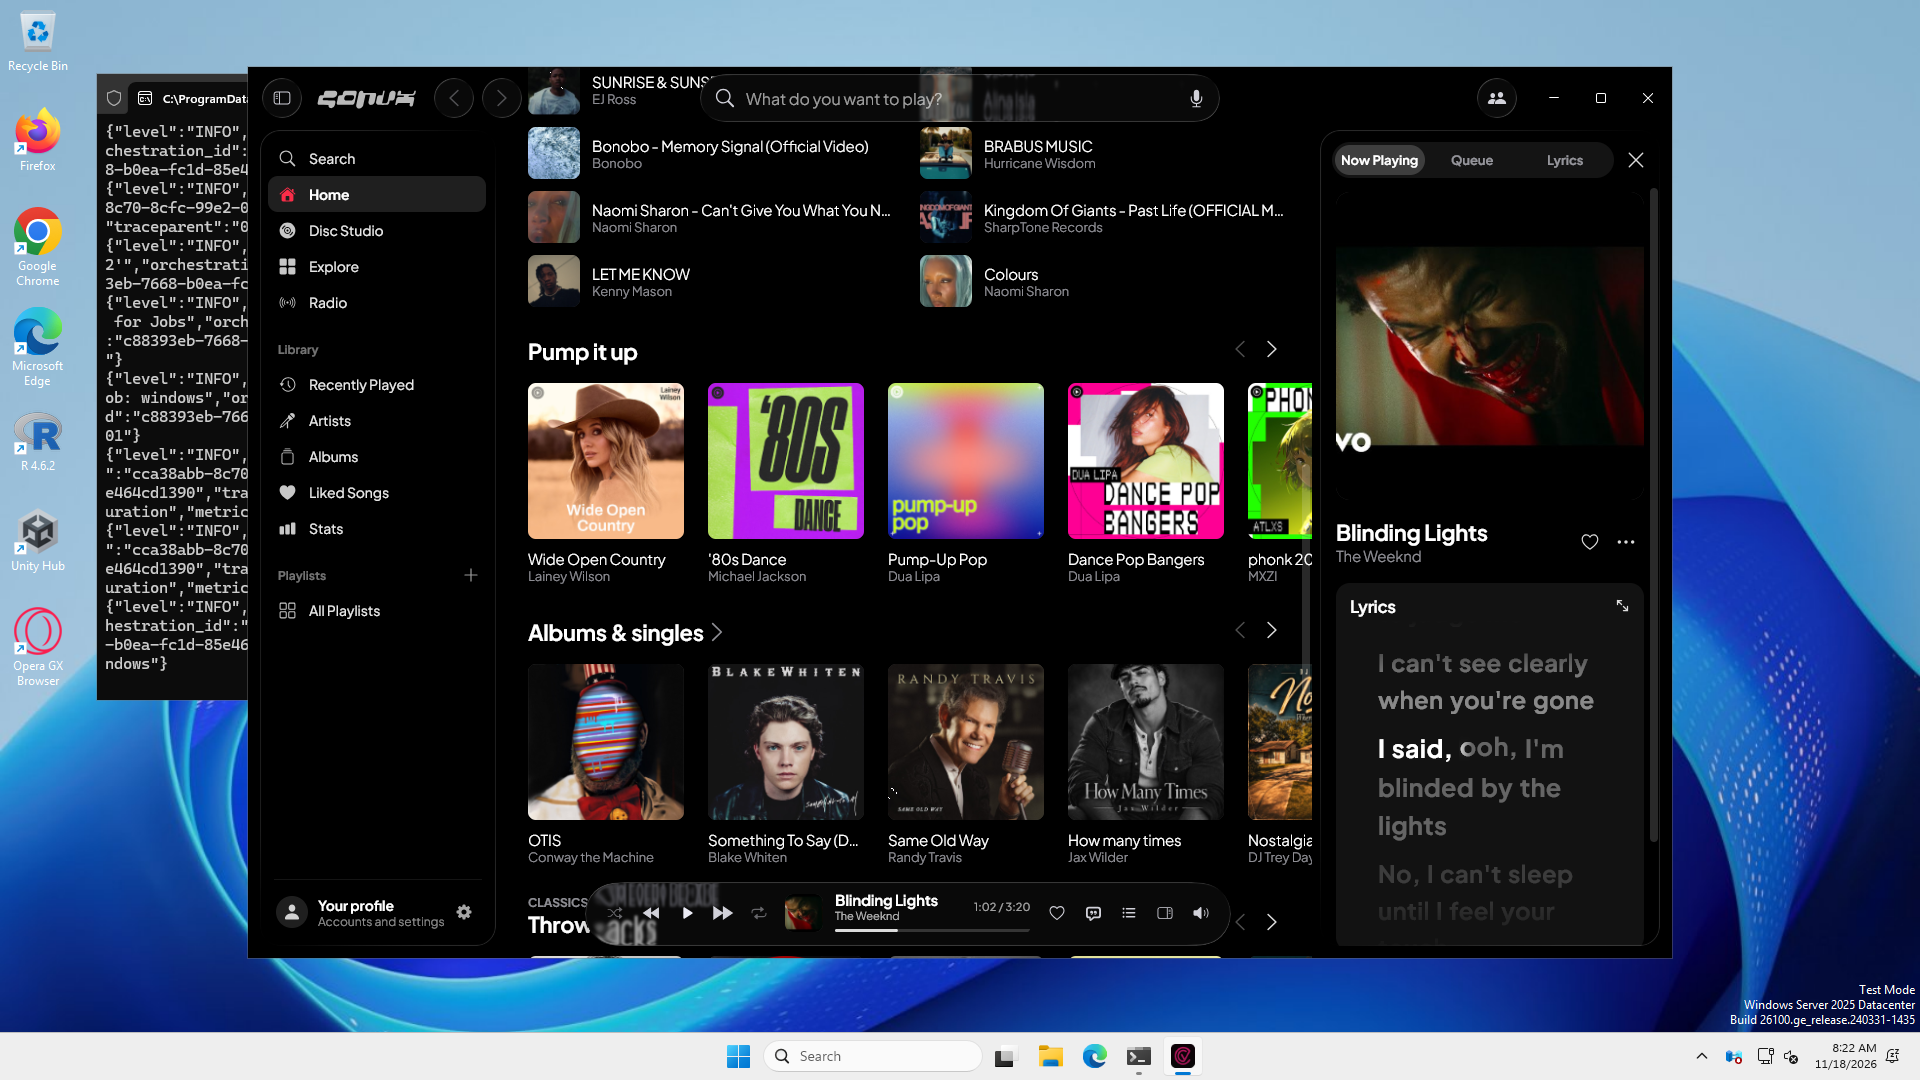 Recycle Bin
Firefox
Google
Chrome
Microsoft
Edge
R 4.6.2
Unity Hub
Opera GX
Browser
C:\ProgramData
{"level":"INFO",
chestration_id":
8-b0ea-fc1d-85e4
{"level":"INFO",
8c70-8cfc-99e2-0
"traceparent":"0
{"level":"INFO",
2'","orchestrati
3eb-7668-b0ea-fc
{"level":"INFO",
for Jobs","orch
:"c88393eb-7668-
"}
{"level":"INFO",
ob: windows","or
d":"c88393eb-766
01"}
{"level":"INFO",
":"cca38abb-8c70
e464cd1390","tra
uration","metric
{"level":"INFO",
":"cca38abb-8c70
e464cd1390","tra
uration","metric
{"level":"INFO",
hestration_id":"
-b0ea-fc1d-85e46
ndows"}
What do you want to play?
Search
Home
Disc Studio
Explore
Radio
Library
Recently Played
Artists
Albums
Liked Songs
Stats
Playlists
All Playlists
Your profile
Accounts and settings
SUNRISE & SUNS
EJ Ross
Bonobo - Memory Signal (Official Video)
Bonobo
BRABUS MUSIC
Hurricane Wisdom
Naomi Sharon - Can't Give You What You N...
Naomi Sharon
Kingdom Of Giants - Past Life (OFFICIAL M...
SharpTone Records
LET ME KNOW
Kenny Mason
Colours
Naomi Sharon
Pump it up
Lainey
Wilson
Wide Open
Country
'80S
DANCE
pump-up
pop
DUA LIPA
DANCE POP
BANGERS
PHON
ATLXS
Wide Open Country
Lainey Wilson
'80s Dance
Michael Jackson
Pump-Up Pop
Dua Lipa
Dance Pop Bangers
Dua Lipa
phonk 20
MXZI
Albums & singles
BLAKE WHITEN
RANDY TRAVIS
SAME OLD WAY
How Many Times
Jax Wilder
OTIS
Conway the Machine
Something To Say (D...
Blake Whiten
Same Old Way
Randy Travis
How many times
Jax Wilder
Nostalgia
DJ Trey Day
CLASSICS
Throwbacks
Blinding Lights
The Weeknd
1:02 / 3:20
Now Playing
Queue
Lyrics
VO
Blinding Lights
The Weeknd
Lyrics
I can't see clearly
when you're gone
I said, ooh, I'm
blinded by the
lights
No, I can't sleep
until I feel your
Test Mode
Windows Server 2025 Datacenter
Build 26100.ge_release.240331-1435
Search
8:22 AM
11/18/2026